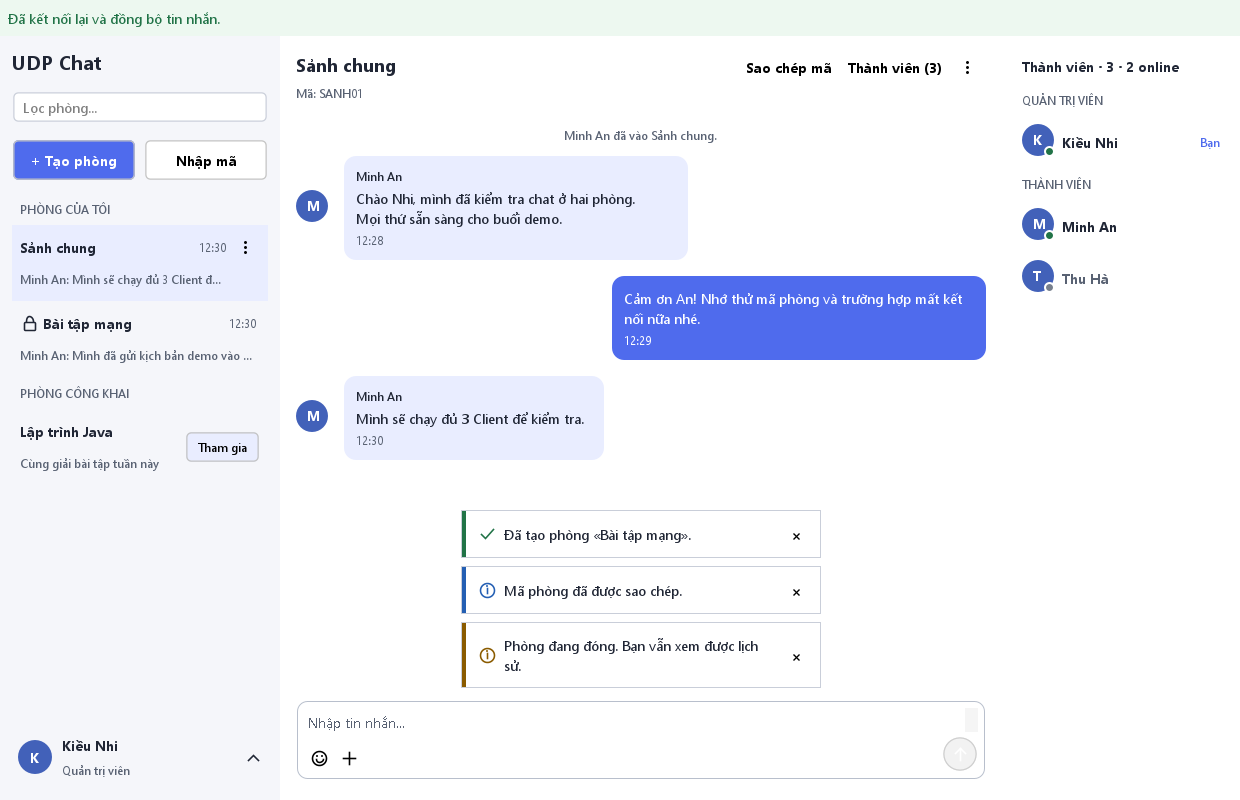 Đã kết nối lại và đồng bộ tin nhắn.
UDP Chat
Lọc phòng...
+ Tạo phòng
Nhập mã
PHÒNG CỦA TÔI
Sảnh chung
12:30
Minh An: Mình sẽ chạy đủ 3 Client đ...
Bài tập mạng
12:30
Minh An: Mình đã gửi kịch bản demo vào ...
PHÒNG CÔNG KHAI
Lập trình Java
Cùng giải bài tập tuần này
Tham gia
K
Kiều Nhi
Quản trị viên
Sảnh chung
Mã: SANH01
Sao chép mã
Thành viên (3)
Minh An đã vào Sảnh chung.
M
Minh An
Chào Nhi, mình đã kiểm tra chat ở hai phòng.
Mọi thứ sẵn sàng cho buổi demo.
12:28
Cảm ơn An! Nhớ thử mã phòng và trường hợp mất kết
nối nữa nhé.
12:29
M
Minh An
Mình sẽ chạy đủ 3 Client để kiểm tra.
12:30
Đã tạo phòng «Bài tập mạng».
×
Mã phòng đã được sao chép.
×
Phòng đang đóng. Bạn vẫn xem được lịch
sử.
×
Nhập tin nhắn...
Thành viên · 3 · 2 online
QUẢN TRỊ VIÊN
K
Kiều Nhi
Bạn
THÀNH VIÊN
M
Minh An
T
Thu Hà